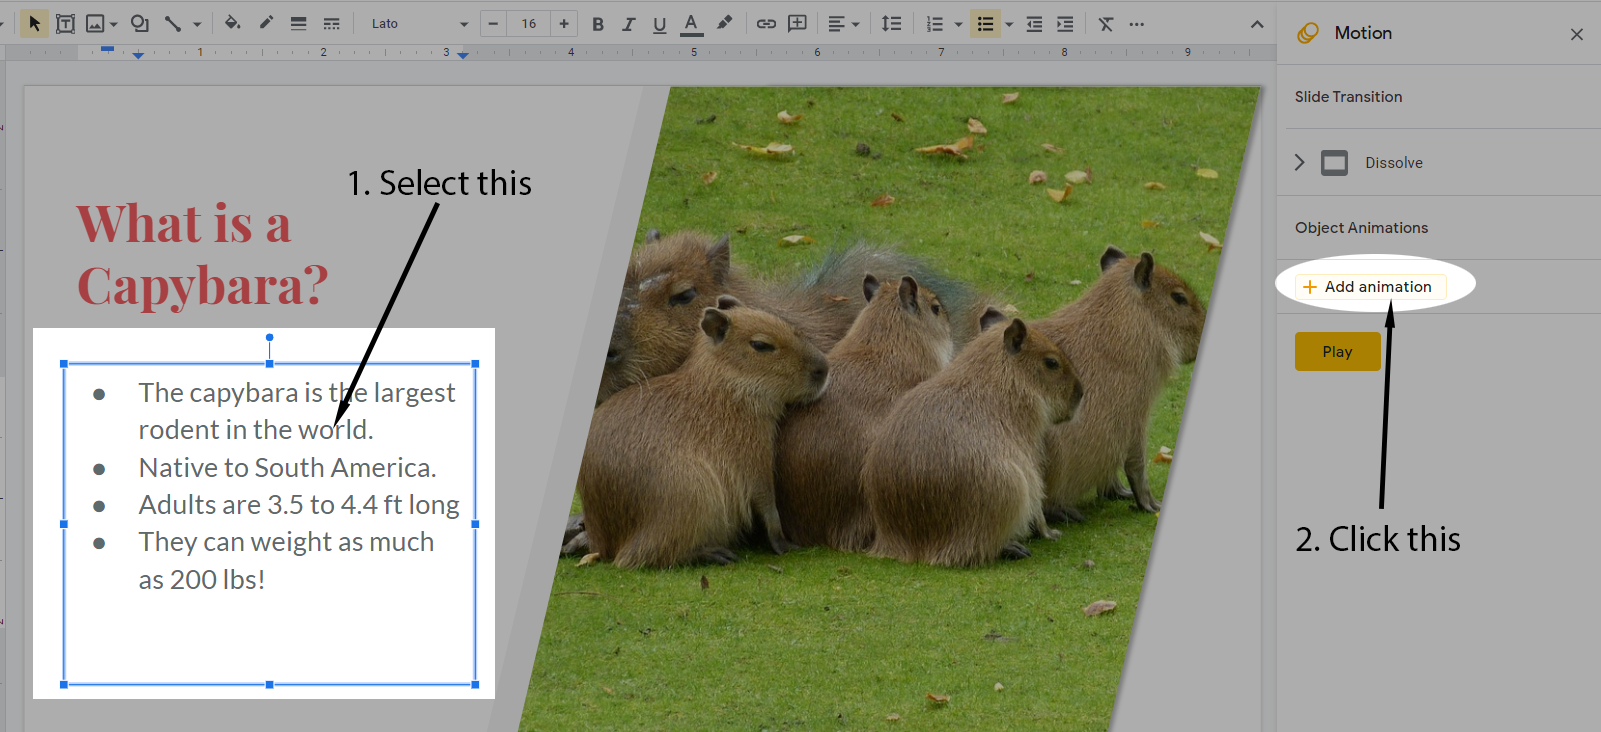 Lato
16
1
2
3
4
5
6
7
8
9
Motion
Slide Transition
Dissolve
Object Animations
Add animation
Play
1. Select this
What is a
Capybara?
● The capybara is the largest
rodent in the world.
● Native to South America.
● Adults are 3.5 to 4.4 ft long
● They can weight as much
as 200 lbs!
2. Click this